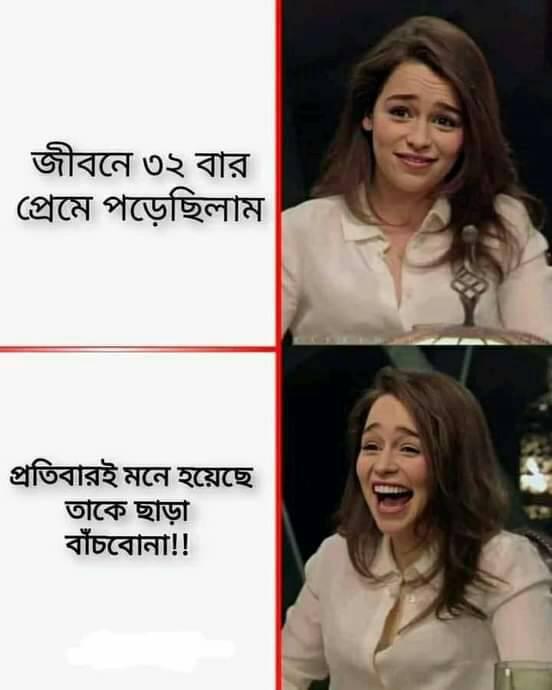 জীবনে ৩২ বার
প্রেমে পড়েছিলাম
প্রতিবারই মনে হয়েছে
তাকে ছাড়া
বাঁচবোনা!!